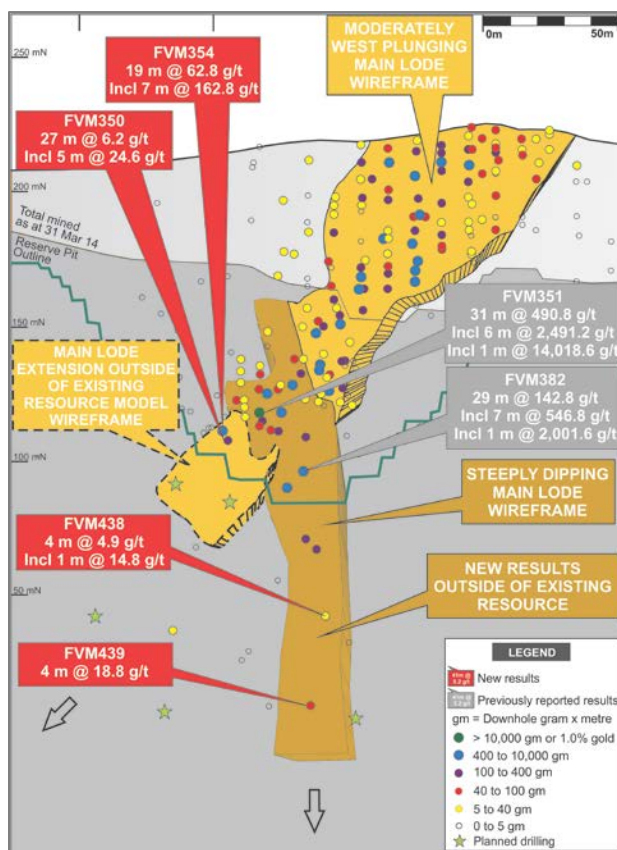 0m
50m
250 mN
200 mN
150 mN
100 mN
50 mN
FVM354
19 m @ 62.8 g/t
Incl 7 m @ 162.8 g/t
FVM350
27 m @ 6.2 g/t
Incl 5 m @ 24.6 g/t
MODERATELY
WEST PLUNGING
MAIN LODE
WIREFRAME
Total mined
as at 31 Mar 14
Reserve Pit
Outline
FVM351
31 m @ 490.8 g/t
Incl 6 m @ 2,491.2 g/t
Incl 1 m @ 14,018.6 g/t
MAIN LODE
EXTENSION OUTSIDE
OF EXISTING
RESOURCE MODEL
WIREFRAME
FVM382
29 m @ 142.8 g/t
Incl 7 m @ 546.8 g/t
Incl 1 m @ 2,001.6 g/t
STEEPLY DIPPING
MAIN LODE
WIREFRAME
FVM438
4 m @ 4.9 g/t
Incl 1 m @ 14.8 g/t
NEW RESULTS
OUTSIDE OF EXISTING
RESOURCE
FVM439
4 m @ 18.8 g/t
LEGEND
New results
Previously reported results
gm = Downhole gram x metre
> 10,000 gm or 1.0% gold
400 to 10,000 gm
100 to 400 gm
40 to 100 gm
5 to 40 gm
0 to 5 gm
Planned drilling